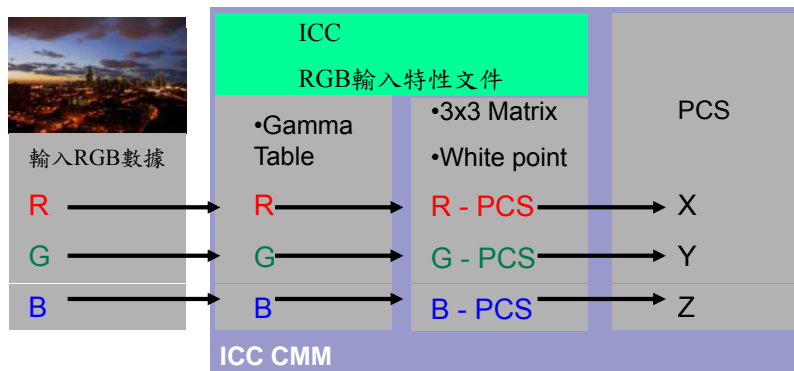 ICC
RGB輸入特性文件
輸入RGB數據
•Gamma
Table
•3x3 Matrix
•White point
PCS
R
R
R - PCS
X
G
G
G - PCS
Y
B
B
B - PCS
Z
ICC CMM